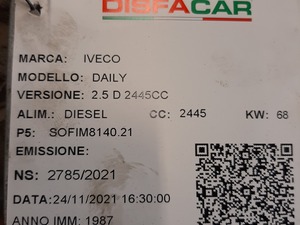 DISFACAR
MARCA: IVECO
MODELLO: DAILY
VERSIONE: 2.5 D 2445CC
ALIM.: DIESEL CC: 2445 KW: 68
P5: SOFIM8140.21
EMISSIONE:
NS: 2785/2021
DATA:24/11/2021 16:30:00
ANNO IMM: 1987